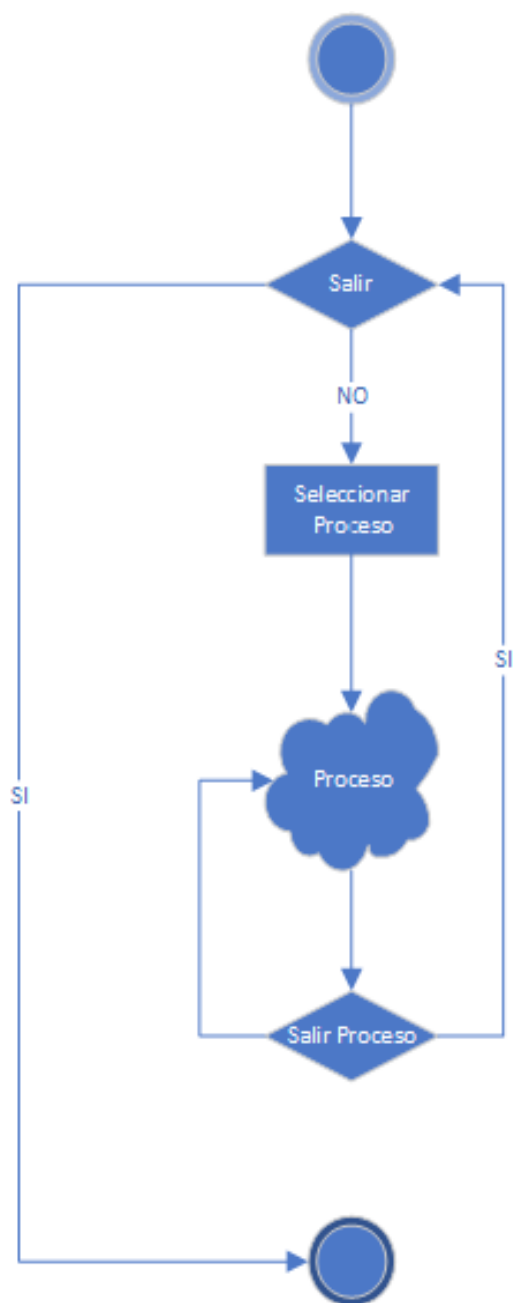 Salir
NO
Seleccionar
Proceso
SI
Proceso
SI
Salir Proceso